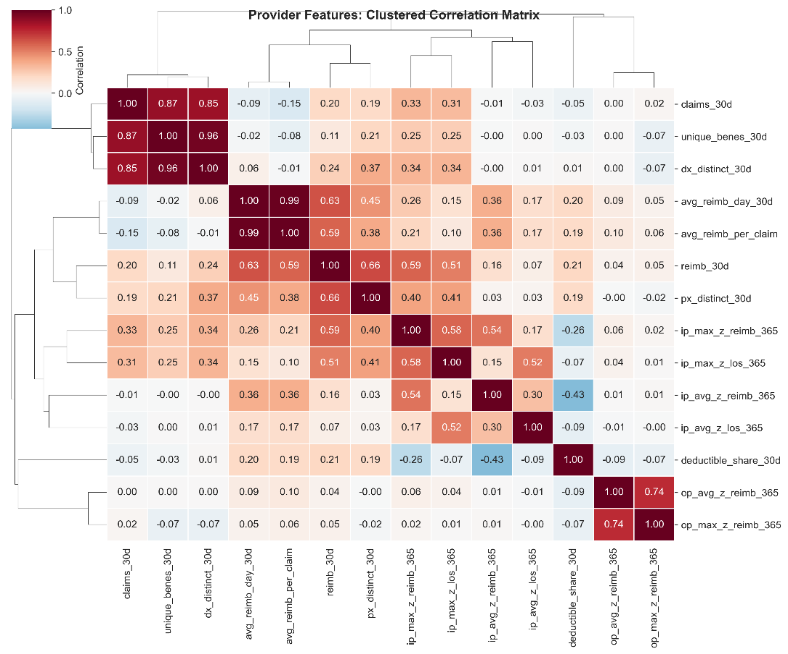 Provider Features: Clustered Correlation Matrix
1.0
0.5
0.0
Correlation
1.00 0.87 0.85 -0.09 -0.15 0.20 0.19 0.33 0.31 -0.01 -0.03 -0.05 0.00 0.02 claims_30d
0.87 1.00 0.96 -0.02 -0.08 0.11 0.21 0.25 0.25 -0.00 0.00 -0.03 0.00 -0.07 unique_benes_30d
0.85 0.96 1.00 0.06 -0.01 0.24 0.37 0.34 0.34 -0.00 0.01 0.01 0.00 -0.07 dx_distinct_30d
-0.09 -0.02 0.06 1.00 0.99 0.63 0.45 0.26 0.15 0.36 0.17 0.20 0.09 0.05 avg_reimb_day_30d
-0.15 -0.08 -0.01 0.99 1.00 0.59 0.38 0.21 0.10 0.36 0.17 0.19 0.10 0.06 avg_reimb_per_claim
0.20 0.11 0.24 0.63 0.59 1.00 0.66 0.59 0.51 0.16 0.07 0.21 0.04 0.05 reimb_30d
0.19 0.21 0.37 0.45 0.38 0.66 1.00 0.40 0.41 0.03 0.03 0.19 -0.00 -0.02 px_distinct_30d
0.33 0.25 0.34 0.26 0.21 0.59 0.40 1.00 0.58 0.54 0.17 -0.26 0.06 0.02 ip_max_z_reimb_365
0.31 0.25 0.34 0.15 0.10 0.51 0.41 0.58 1.00 0.15 0.52 -0.07 0.04 0.01 ip_max_z_los_365
-0.01 -0.00 -0.00 0.36 0.36 0.16 0.03 0.54 0.15 1.00 0.30 -0.43 0.01 0.01 ip_avg_z_reimb_365
-0.03 0.00 0.01 0.17 0.17 0.07 0.03 0.17 0.52 0.30 1.00 -0.09 -0.01 -0.00 ip_avg_z_los_365
-0.05 -0.03 0.01 0.20 0.19 0.21 0.19 -0.26 -0.07 -0.43 -0.09 1.00 -0.09 -0.07 deductible_share_30d
0.00 0.00 0.00 0.09 0.10 0.04 -0.00 0.06 0.04 0.01 -0.01 -0.09 1.00 0.74 op_avg_z_reimb_365
0.02 -0.07 -0.07 0.05 0.06 0.05 -0.02 0.02 0.01 0.01 -0.00 -0.07 0.74 1.00 op_max_z_reimb_365
claims_30d
unique_benes_30d
dx_distinct_30d
avg_reimb_day_30d
avg_reimb_per_claim
reimb_30d
px_distinct_30d
ip_max_z_reimb_365
ip_max_z_los_365
ip_avg_z_reimb_365
ip_avg_z_los_365
deductible_share_30d
op_avg_z_reimb_365
op_max_z_reimb_365